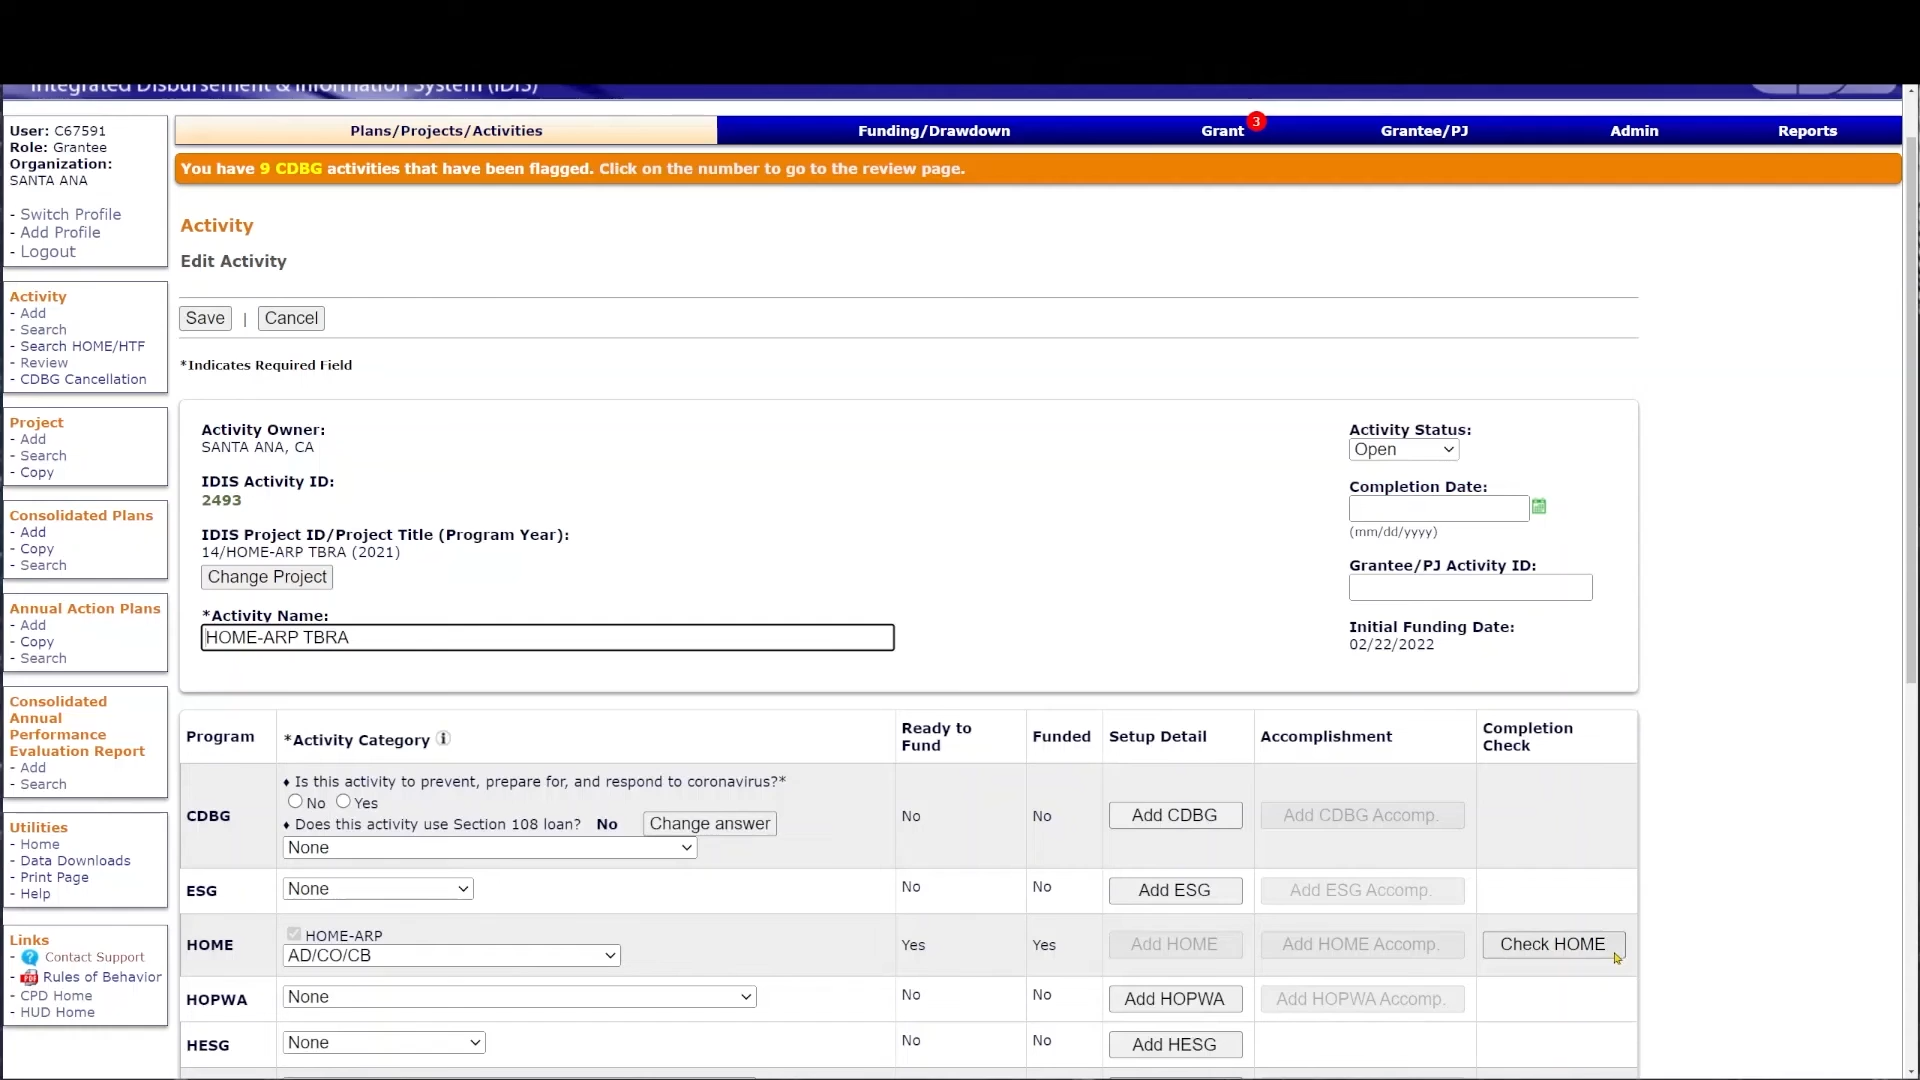 Integrated Disbursement & Information System (IDIS)
User: C67591
Role: Grantee
Organization:
SANTA ANA
- Switch Profile
- Add Profile
- Logout
Activity
- Add
- Search
- Search HOME/HTF
- Review
- CDBG Cancellation
Project
- Add
- Search
- Copy
Consolidated Plans
- Add
- Copy
- Search
Annual Action Plans
- Add
- Copy
- Search
Consolidated
Annual
Performance
Evaluation Report
- Add
- Search
Utilities
- Home
- Data Downloads
- Print Page
- Help
Links
- Contact Support
- Rules of Behavior
- CPD Home
- HUD Home
Plans/Projects/Activities Funding/Drawdown Grant 3 Grantee/PJ Admin Reports
You have 9 CDBG activities that have been flagged. Click on the number to go to the review page.
Activity
Edit Activity
Save | Cancel
*Indicates Required Field
Activity Owner:
SANTA ANA, CA
IDIS Activity ID:
2493
IDIS Project ID/Project Title (Program Year):
14/HOME-ARP TBRA (2021)
Change Project
*Activity Name:
HOME-ARP TBRA
Activity Status:
Open
Completion Date:
(mm/dd/yyyy)
Grantee/PJ Activity ID:
Initial Funding Date:
02/22/2022
Program *Activity Category Ready to Fund Funded Setup Detail Accomplishment Completion Check
♦ Is this activity to prevent, prepare for, and respond to coronavirus?*
No Yes
CDBG No No Add CDBG Add CDBG Accomp.
♦ Does this activity use Section 108 loan? No Change answer
None
ESG None No No Add ESG Add ESG Accomp.
HOME-ARP
HOME Yes Yes Add HOME Add HOME Accomp. Check HOME
AD/CO/CB
HOPWA None No No Add HOPWA Add HOPWA Accomp.
HESG None No No Add HESG